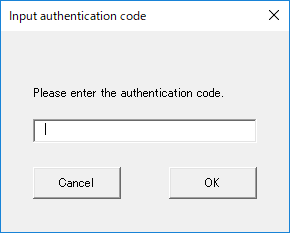 Input authentication code
Please enter the authentication code.
Cancel
OK